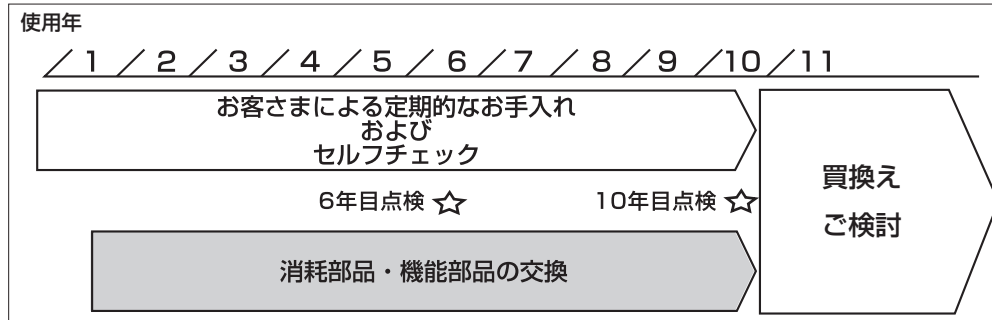 使用年
／1／2／3／4／5／6／7／8／9／10／11
お客さまによる定期的なお手入れ
および
セルフチェック
6年目点検 ☆
10年目点検 ☆
買換え
ご検討
消耗部品・機能部品の交換